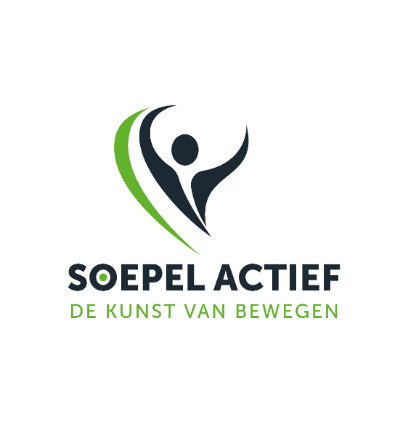 SOEPEL ACTIEF
DE KUNST VAN BEWEGEN